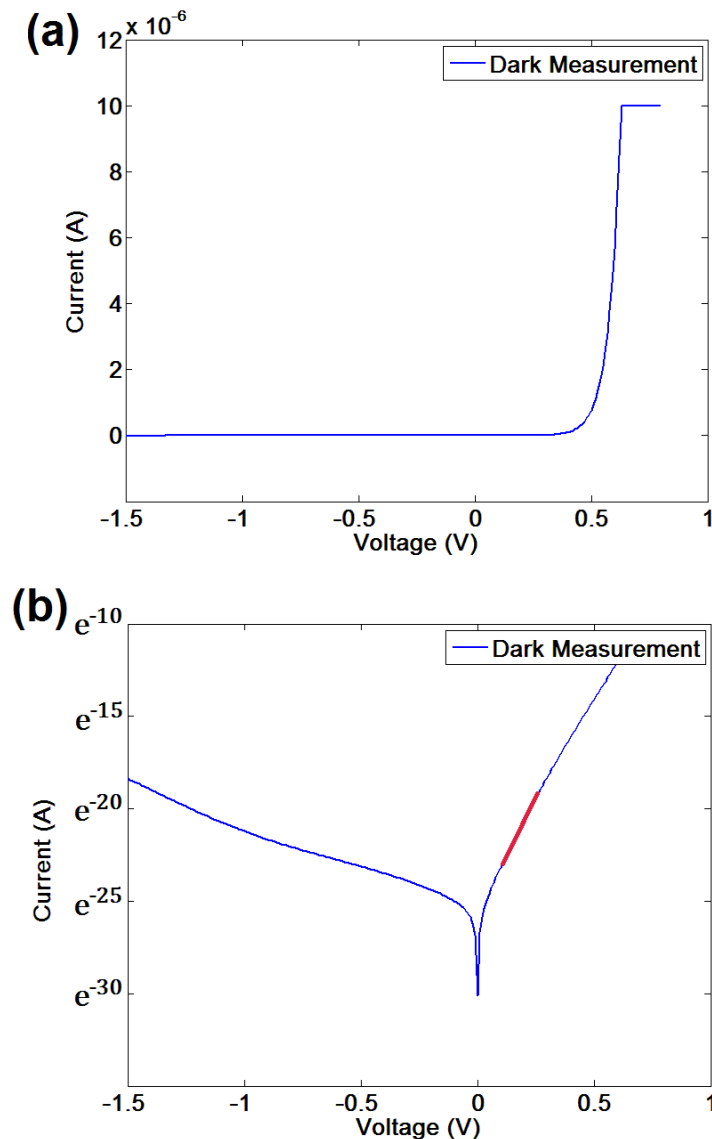 (a)
x 10^-6
12
10
8
6
4
2
0
Current (A)
Dark Measurement
-1.5 -1 -0.5 0 0.5 1
Voltage (V)
(b)
e^-10
e^-15
e^-20
e^-25
e^-30
Current (A)
Dark Measurement
-1.5 -1 -0.5 0 0.5 1
Voltage (V)